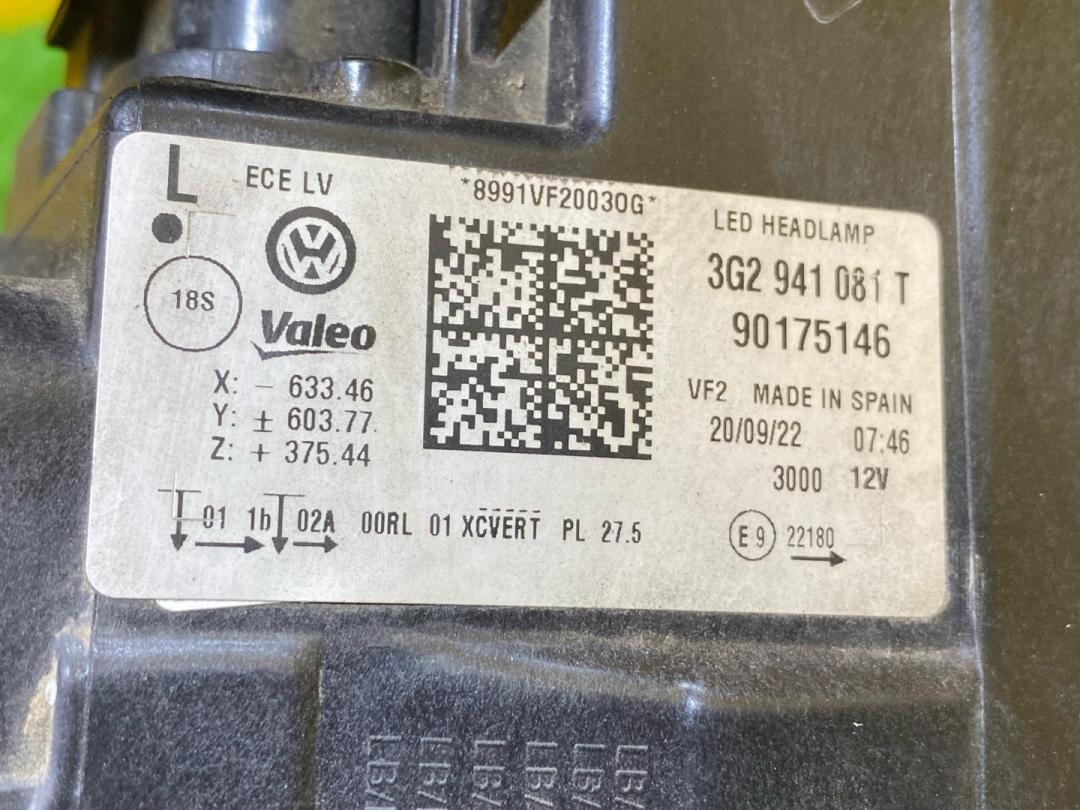 L
ECE LV
*8991VF20030G*
LED HEADLAMP
3G2 941 081 T
90175146
18S
Valeo
X: - 633.46
Y: ± 603.77
Z: + 375.44
VF2 MADE IN SPAIN
20/09/22 07:46
3000 12V
01 1b 02A 00RL 01 XCVERT PL 27.5
E 9 22180